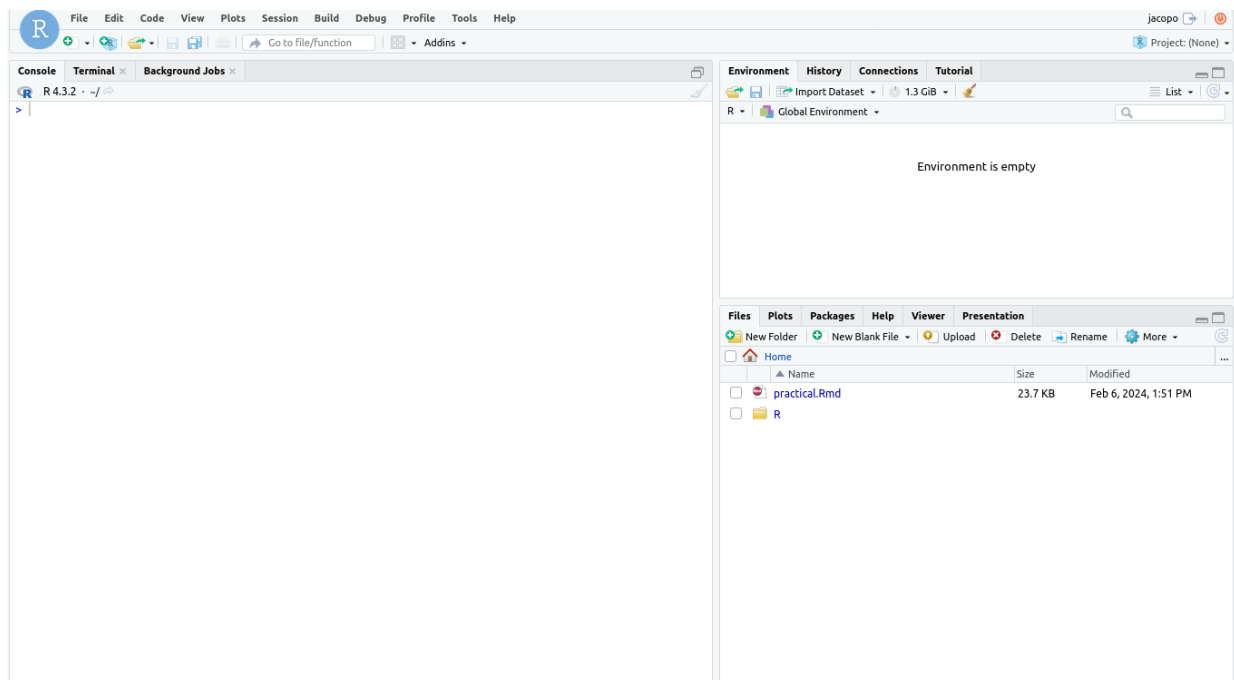 R
File Edit Code View Plots Session Build Debug Profile Tools Help
jacopo
Go to file/function
Addins
Project: (None)
Console Terminal Background Jobs
R 4.3.2 · ~/
>
Environment History Connections Tutorial
Import Dataset 1.3 GiB List
R Global Environment
Environment is empty
Files Plots Packages Help Viewer Presentation
New Folder New Blank File Upload Delete Rename More
Home ...
Name Size Modified
practical.Rmd 23.7 KB Feb 6, 2024, 1:51 PM
R